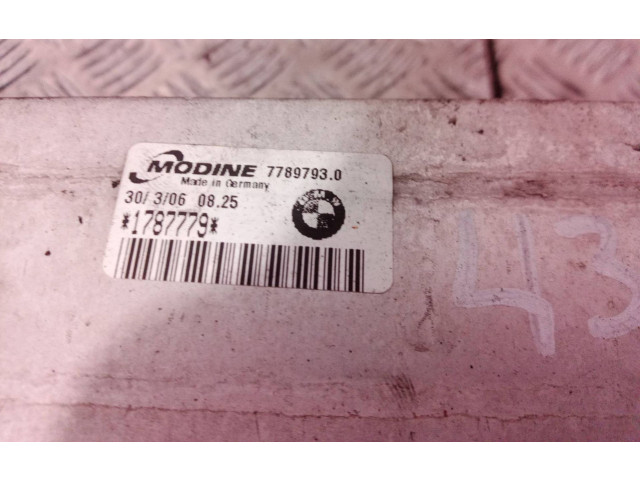 MODINE 7789793.0
Made in Germany
30/ 3/06 08.25
BMW
*1787779*
43